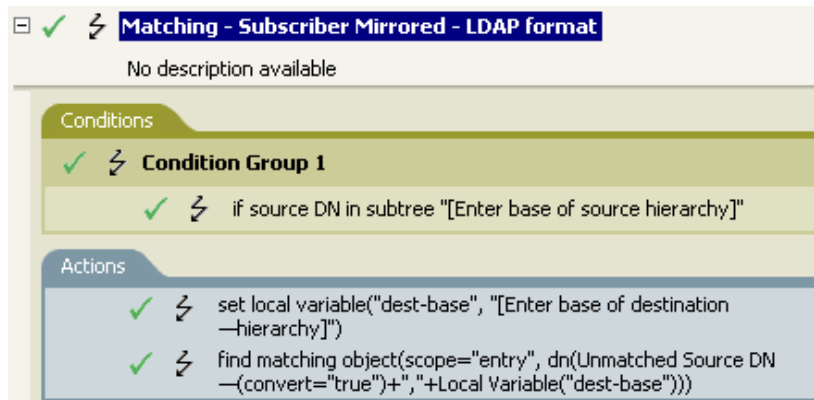 Matching - Subscriber Mirrored - LDAP format
No description available
Conditions
Condition Group 1
if source DN in subtree "[Enter base of source hierarchy]"
Actions
set local variable("dest-base", "[Enter base of destination
—hierarchy]")
find matching object(scope="entry", dn(Unmatched Source DN
—(convert="true")+","+Local Variable("dest-base")))